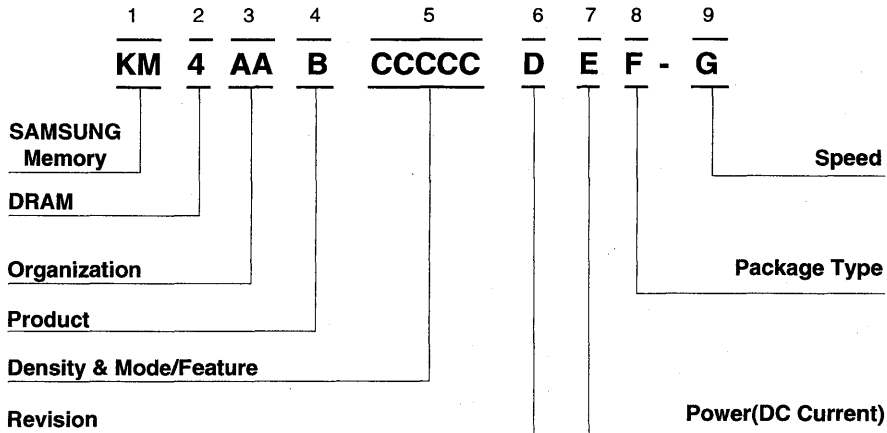 1 2 3 4 5 6 7 8 9
KM 4 AA B CCCCC D E F - G
SAMSUNG
Memory
Speed
DRAM
Organization
Package Type
Product
Density & Mode/Feature
Revision
Power(DC Current)